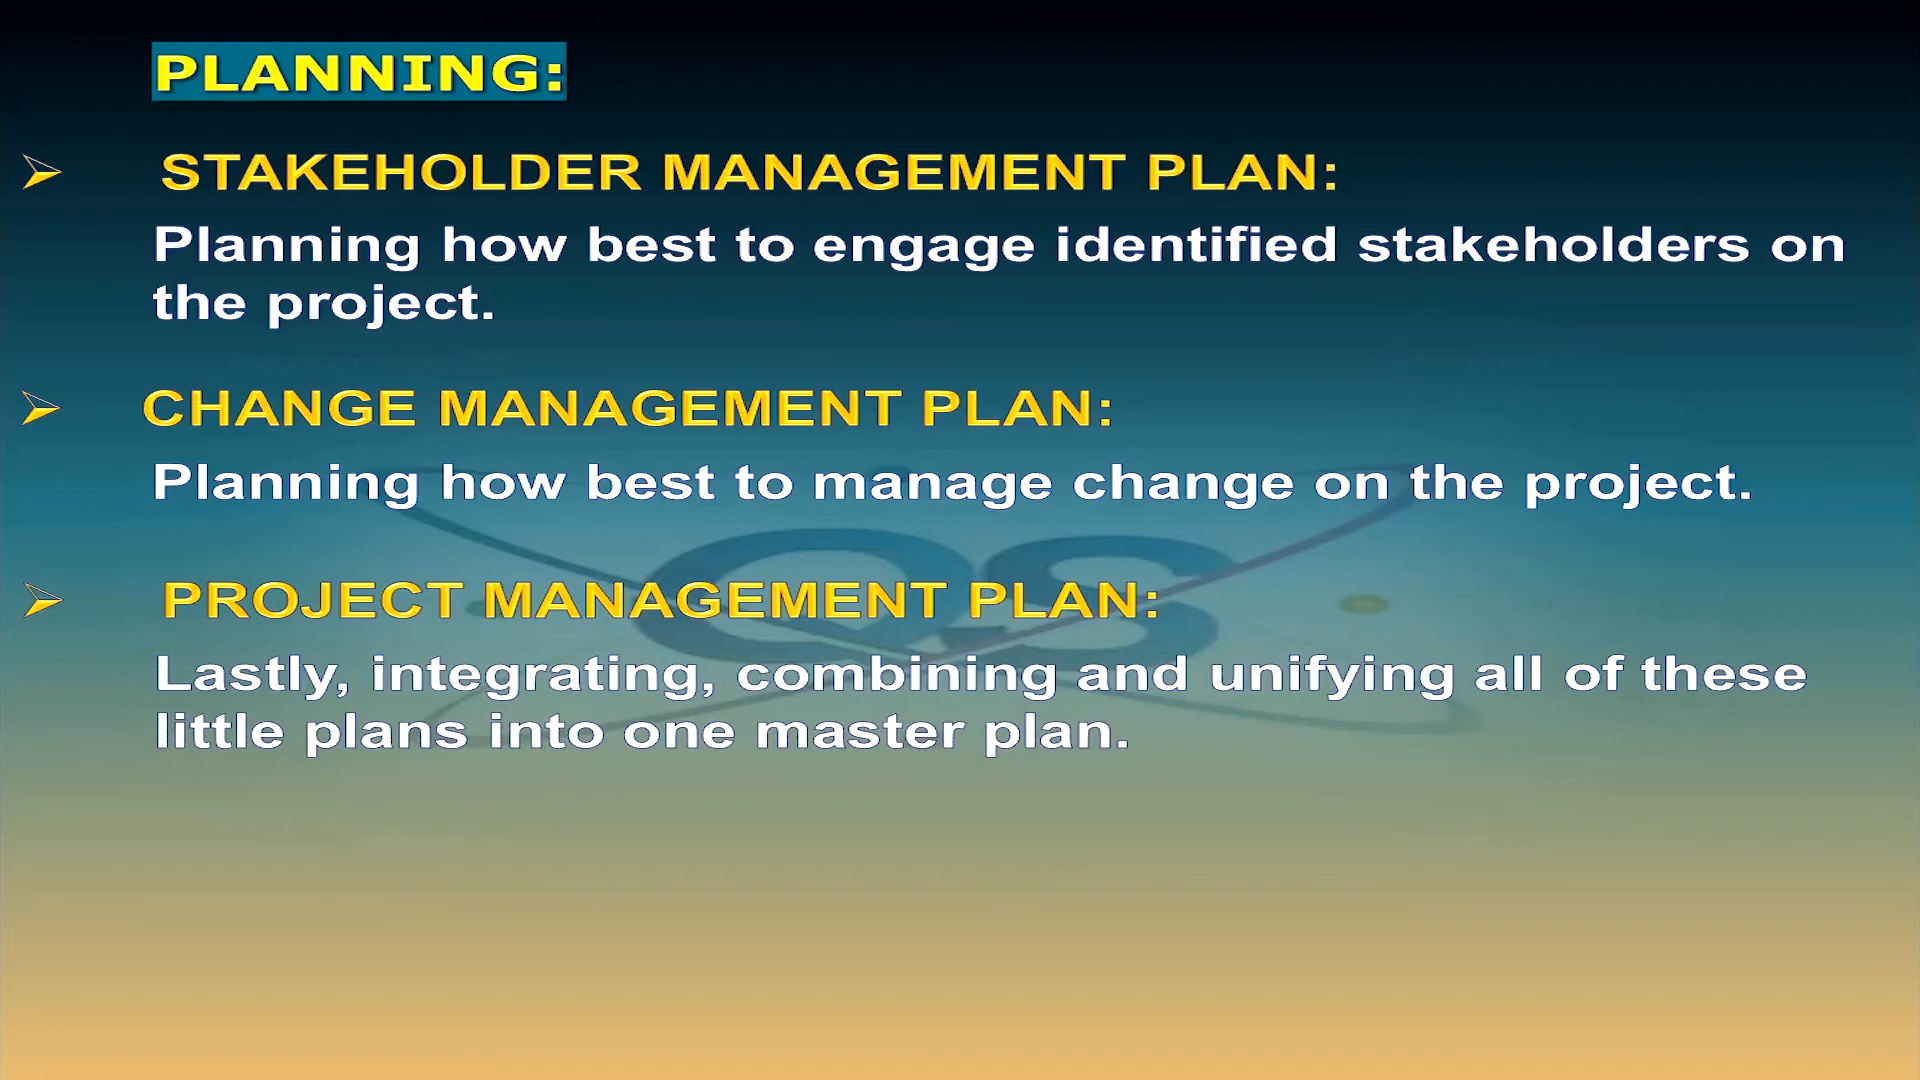 PLANNING:
➢ STAKEHOLDER MANAGEMENT PLAN:
Planning how best to engage identified stakeholders on
the project.
➢ CHANGE MANAGEMENT PLAN:
Planning how best to manage change on the project.
➢ PROJECT MANAGEMENT PLAN:
Lastly, integrating, combining and unifying all of these
little plans into one master plan.
QS